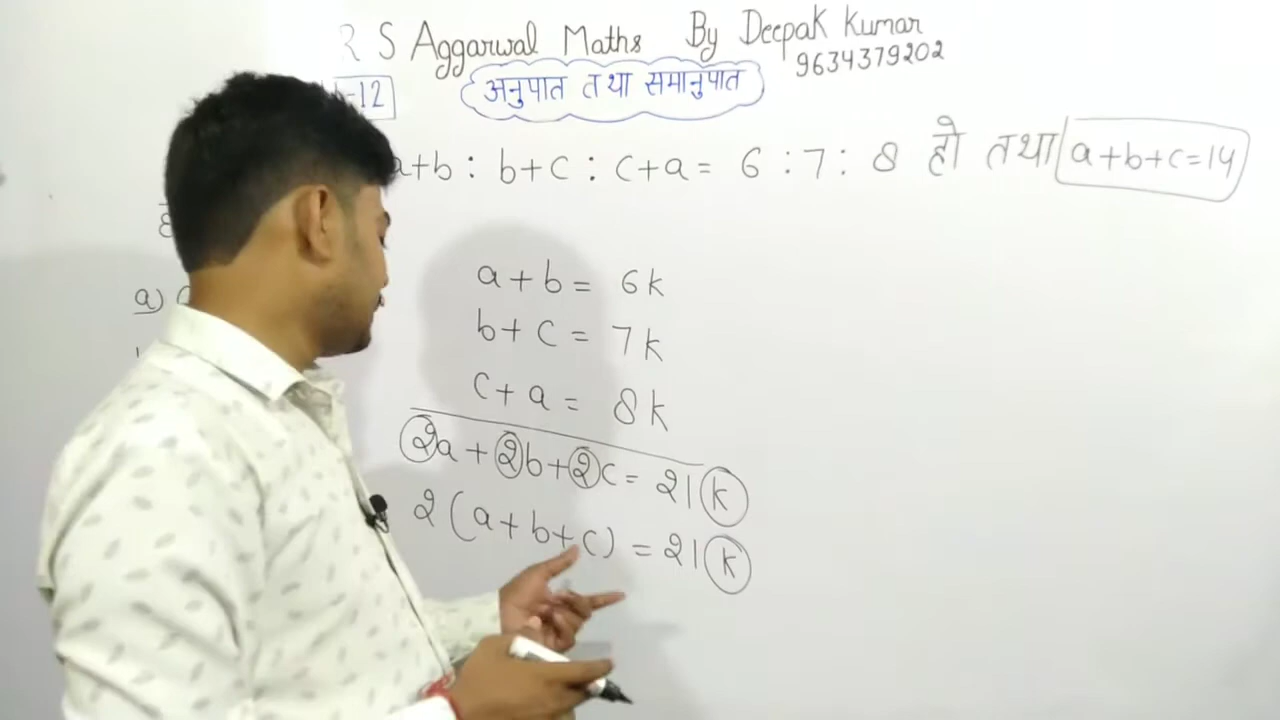 R S Aggarwal Maths By Deepak Kumar
9634379202
-12
अनुपात तथा समानुपात
a+b : b+c : c+a = 6 : 7 : 8 हो तथा a+b+c=14
a)
a+b = 6k
b+c = 7k
c+a = 8k
2a+2b+2c = 21k
2(a+b+c) = 21k